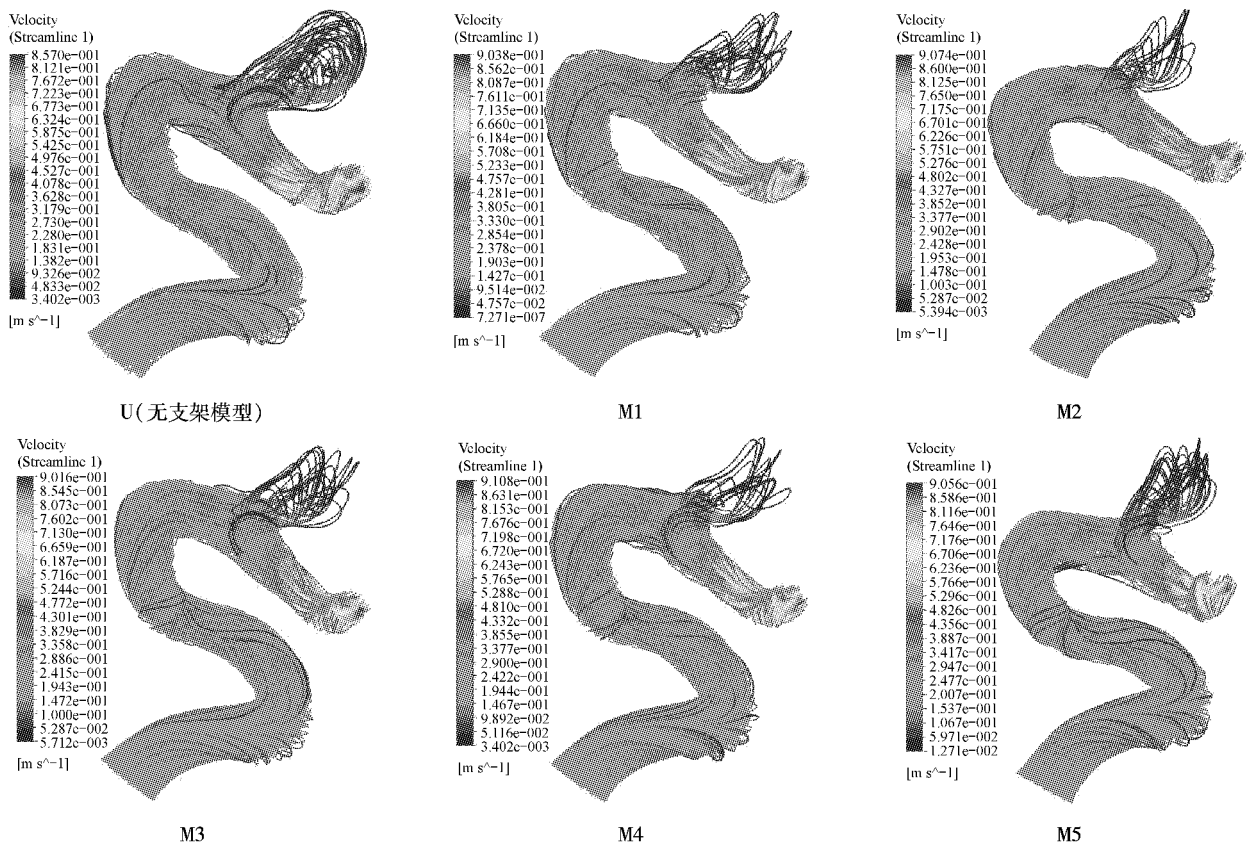 Velocity
(Streamline 1)
8.570e-001
8.121e-001
7.672e-001
7.223e-001
6.773e-001
6.324e-001
5.875e-001
5.425e-001
4.976e-001
4.527e-001
4.078e-001
3.628e-001
3.179e-001
2.730e-001
2.280e-001
1.831e-001
1.382e-001
9.326e-002
4.833e-002
3.402e-003
[m s^-1]
U(无支架模型)
Velocity
(Streamline 1)
9.038e-001
8.562e-001
8.087e-001
7.611e-001
7.135e-001
6.660e-001
6.184e-001
5.708e-001
5.233e-001
4.757e-001
4.281e-001
3.805e-001
3.330e-001
2.854e-001
2.378e-001
1.903e-001
1.427e-001
9.514e-002
4.757e-002
7.271e-007
[m s^-1]
M1
Velocity
(Streamline 1)
9.074e-001
8.600e-001
8.125e-001
7.650e-001
7.175e-001
6.701e-001
6.226e-001
5.751e-001
5.276e-001
4.802e-001
4.327e-001
3.852e-001
3.377e-001
2.902e-001
2.428e-001
1.953e-001
1.478e-001
1.003e-001
5.287e-002
5.394e-003
[m s^-1]
M2
Velocity
(Streamline 1)
9.016e-001
8.545e-001
8.073e-001
7.602e-001
7.130e-001
6.659e-001
6.187e-001
5.716e-001
5.244e-001
4.772e-001
4.301e-001
3.829e-001
3.358e-001
2.886e-001
2.415e-001
1.943e-001
1.472e-001
1.000e-001
5.287e-002
5.712e-003
[m s^-1]
M3
Velocity
(Streamline 1)
9.108e-001
8.631e-001
8.153e-001
7.676e-001
7.198e-001
6.720e-001
6.243e-001
5.765e-001
5.288e-001
4.810e-001
4.332e-001
3.855e-001
3.377e-001
2.900e-001
2.422e-001
1.944e-001
1.467e-001
9.892e-002
5.116e-002
3.402e-003
[m s^-1]
M4
Velocity
(Streamline 1)
9.056e-001
8.586e-001
8.116e-001
7.646e-001
7.176e-001
6.706e-001
6.236e-001
5.766e-001
5.296e-001
4.826e-001
4.356e-001
3.887e-001
3.417e-001
2.947e-001
2.477e-001
2.007e-001
1.537e-001
1.067e-001
5.971e-002
1.271e-002
[m s^-1]
M5